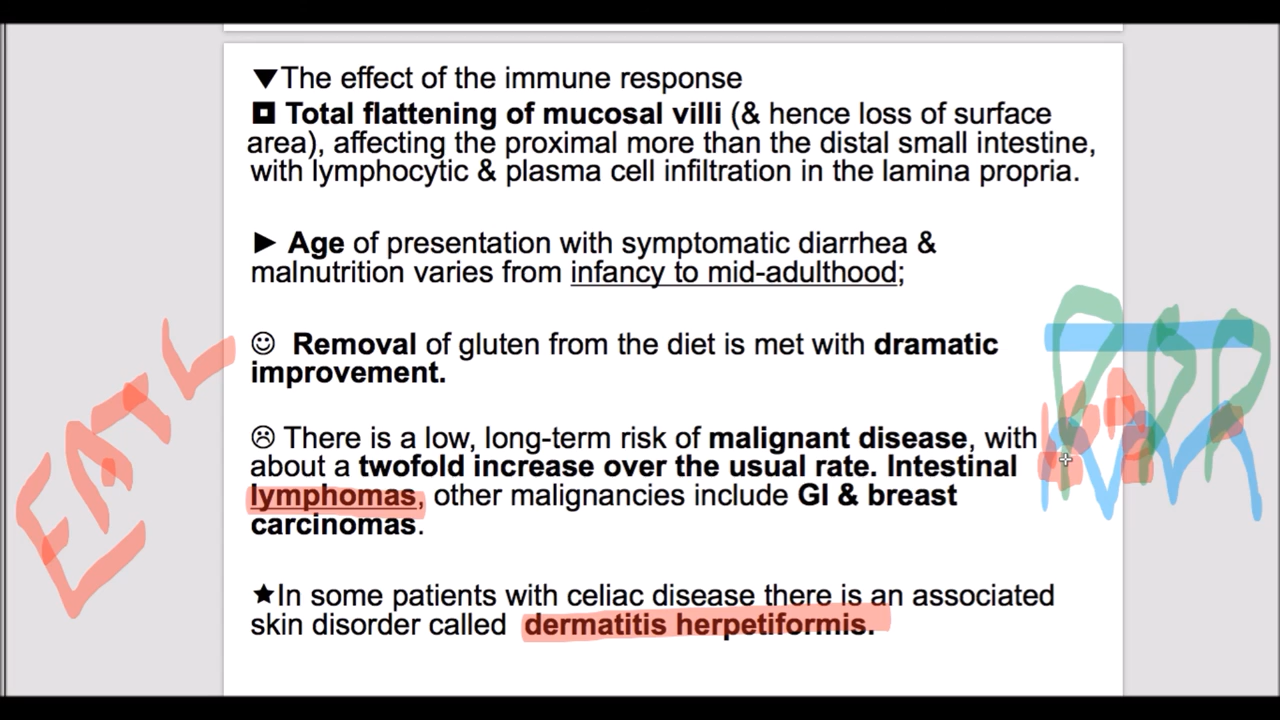 ▼The effect of the immune response
◘ Total flattening of mucosal villi (& hence loss of surface
area), affecting the proximal more than the distal small intestine,
with lymphocytic & plasma cell infiltration in the lamina propria.
► Age of presentation with symptomatic diarrhea &
malnutrition varies from infancy to mid-adulthood;
☺ Removal of gluten from the diet is met with dramatic
improvement.
☹ There is a low, long-term risk of malignant disease, with
about a twofold increase over the usual rate. Intestinal
lymphomas, other malignancies include GI & breast
carcinomas.
★In some patients with celiac disease there is an associated
skin disorder called dermatitis herpetiformis.
EATL